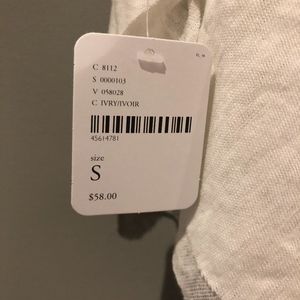 C 8112
S 0000103
V 058028
C IVRY/IVOIR
45614781
size
S
$58.00